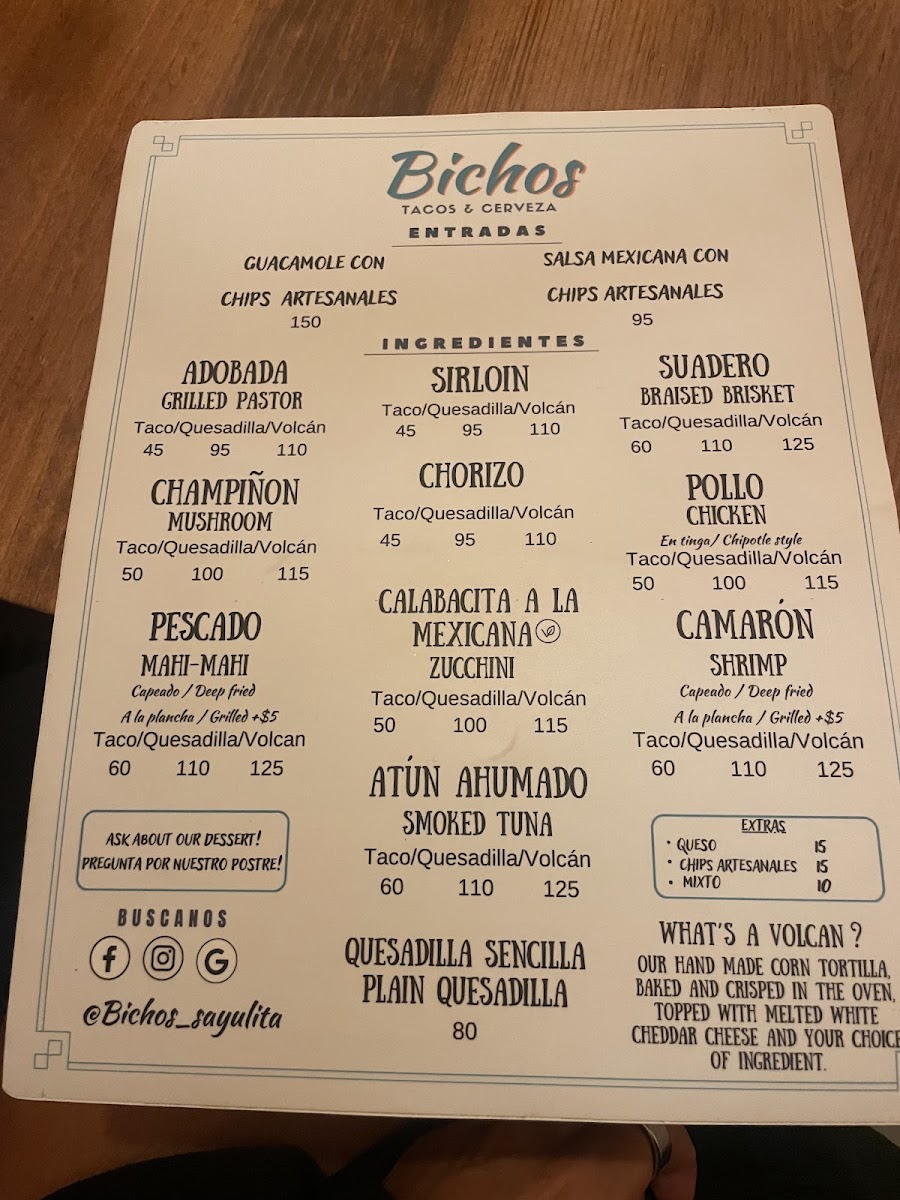 Bichos
TACOS & CERVEZA
ENTRADAS
GUACAMOLE CON
CHIPS ARTESANALES
150
SALSA MEXICANA CON
CHIPS ARTESANALES
95
INGREDIENTES
ADOBADA
GRILLED PASTOR
Taco/Quesadilla/Volcán
45 95 110
SIRLOIN
Taco/Quesadilla/Volcán
45 95 110
SUADERO
BRAISED BRISKET
Taco/Quesadilla/Volcán
60 110 125
CHAMPIÑON
MUSHROOM
Taco/Quesadilla/Volcán
50 100 115
CHORIZO
Taco/Quesadilla/Volcán
45 95 110
POLLO
CHICKEN
En tinga/ Chipotle style
Taco/Quesadilla/Volcán
50 100 115
PESCADO
MAHI-MAHI
Capeado / Deep fried
A la plancha / Grilled +$5
Taco/Quesadilla/Volcan
60 110 125
CALABACITA A LA
MEXICANA
ZUCCHINI
Taco/Quesadilla/Volcán
50 100 115
CAMARÓN
SHRIMP
Capeado / Deep fried
A la plancha / Grilled +$5
Taco/Quesadilla/Volcán
60 110 125
ATÚN AHUMADO
SMOKED TUNA
Taco/Quesadilla/Volcán
60 110 125
ASK ABOUT OUR DESSERT!
PREGUNTA POR NUESTRO POSTRE!
EXTRAS
• QUESO 15
• CHIPS ARTESANALES 15
• MIXTO 10
BUSCANOS
f G
@Bichos_sayulita
QUESADILLA SENCILLA
PLAIN QUESADILLA
80
WHAT'S A VOLCAN?
OUR HAND MADE CORN TORTILLA,
BAKED AND CRISPED IN THE OVEN,
TOPPED WITH MELTED WHITE
CHEDDAR CHEESE AND YOUR CHOICE
OF INGREDIENT.